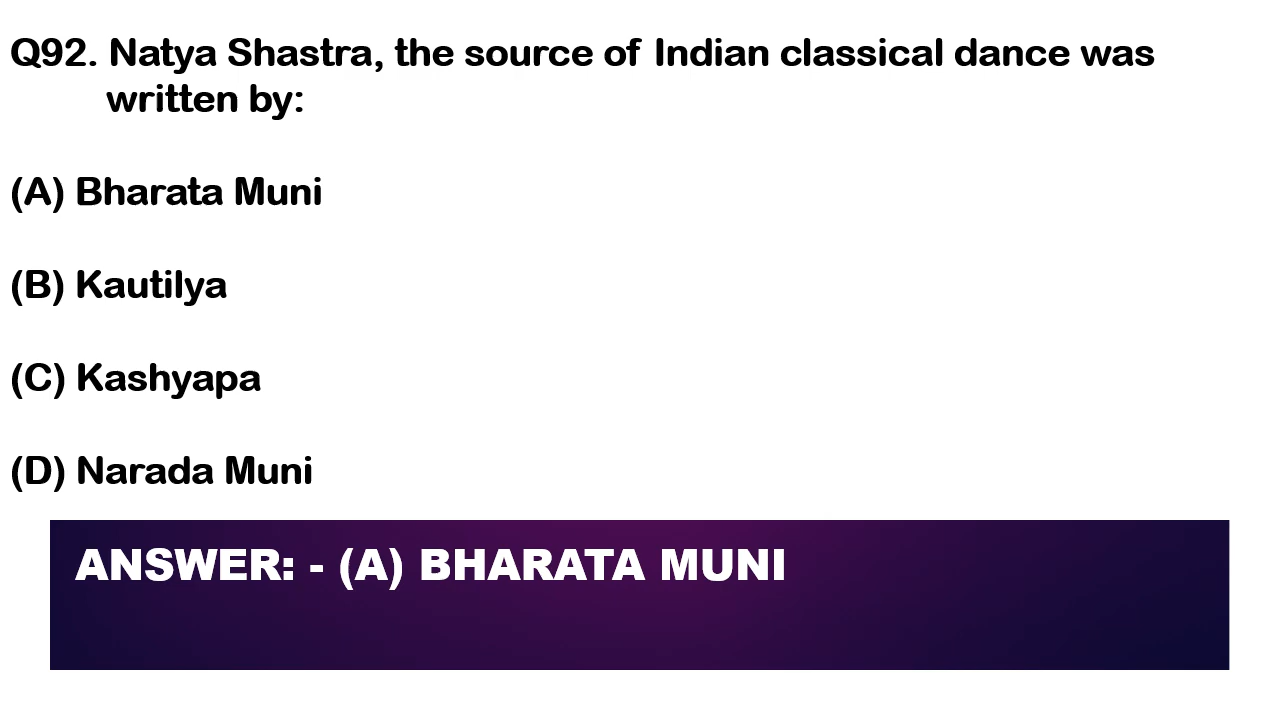 Q92. Natya Shastra, the source of Indian classical dance was
written by:
(A) Bharata Muni
(B) Kautilya
(C) Kashyapa
(D) Narada Muni
ANSWER: - (A) BHARATA MUNI